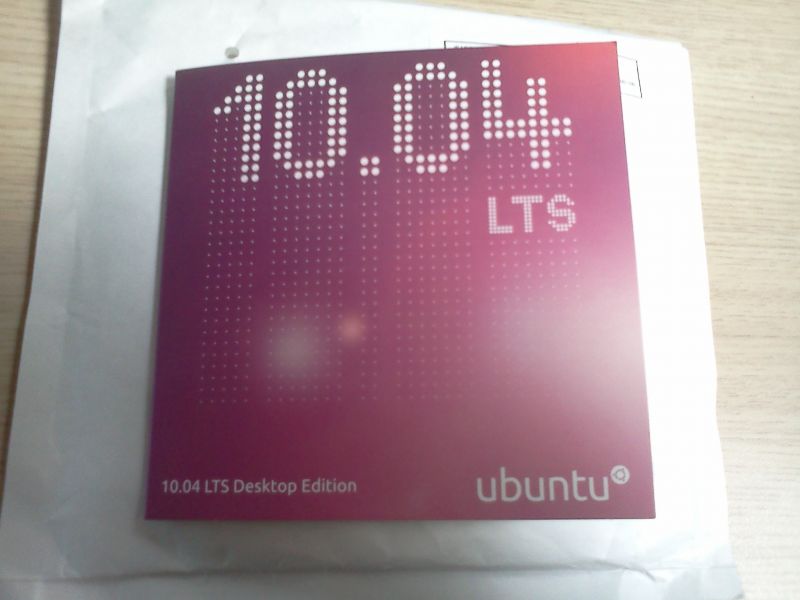 10.04
LTS
10.04 LTS Desktop Edition
ubuntu